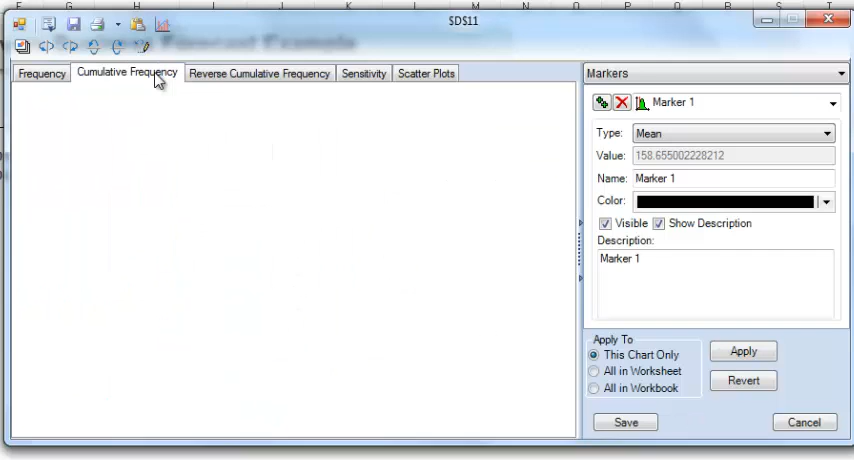 F G H I J K L M N O P Q R S T
$D$11
Forecast Example
Frequency Cumulative Frequency Reverse Cumulative Frequency Sensitivity Scatter Plots
Markers
Marker 1
Type: Mean
Value: 158.655002228212
Name: Marker 1
Color:
Visible Show Description
Description:
Marker 1
Apply To
This Chart Only
All in Worksheet
All in Workbook
Apply
Revert
Save Cancel